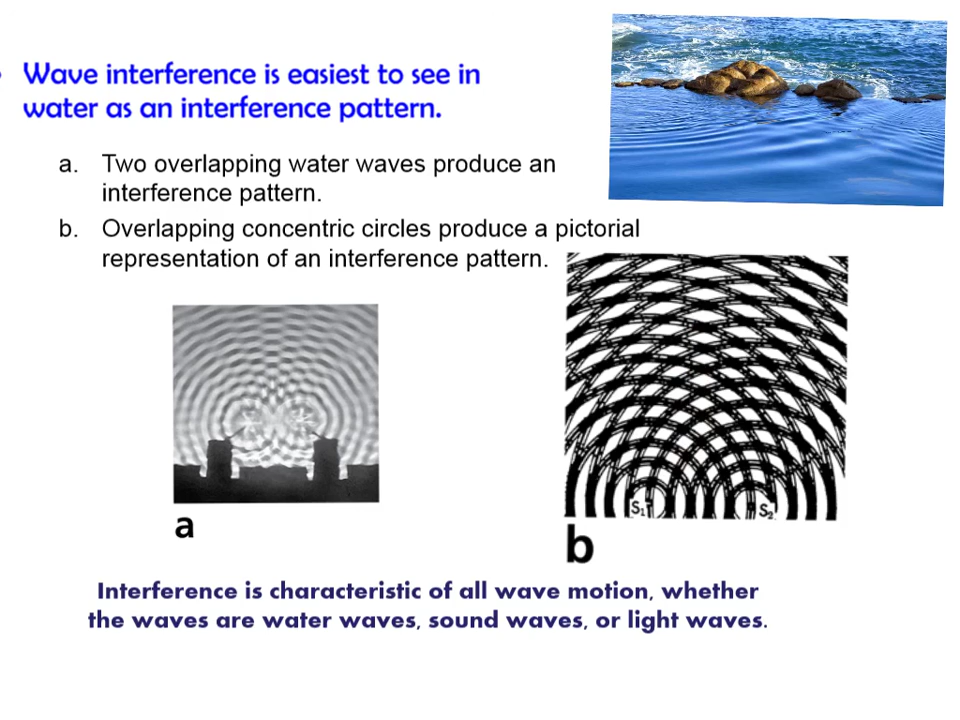 Wave interference is easiest to see in
water as an interference pattern.
a. Two overlapping water waves produce an
interference pattern.
b. Overlapping concentric circles produce a pictorial
representation of an interference pattern.
S₁
S₂
a
b
Interference is characteristic of all wave motion, whether
the waves are water waves, sound waves, or light waves.